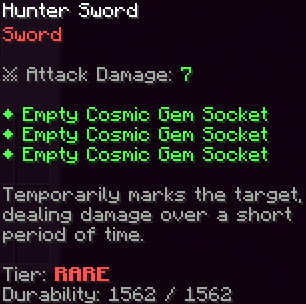 Hunter Sword
Sword
⚔ Attack Damage: 7
✦ Empty Cosmic Gem Socket
✦ Empty Cosmic Gem Socket
✦ Empty Cosmic Gem Socket
Temporarily marks the target,
dealing damage over a short
period of time.
Tier: RARE
Durability: 1562 / 1562